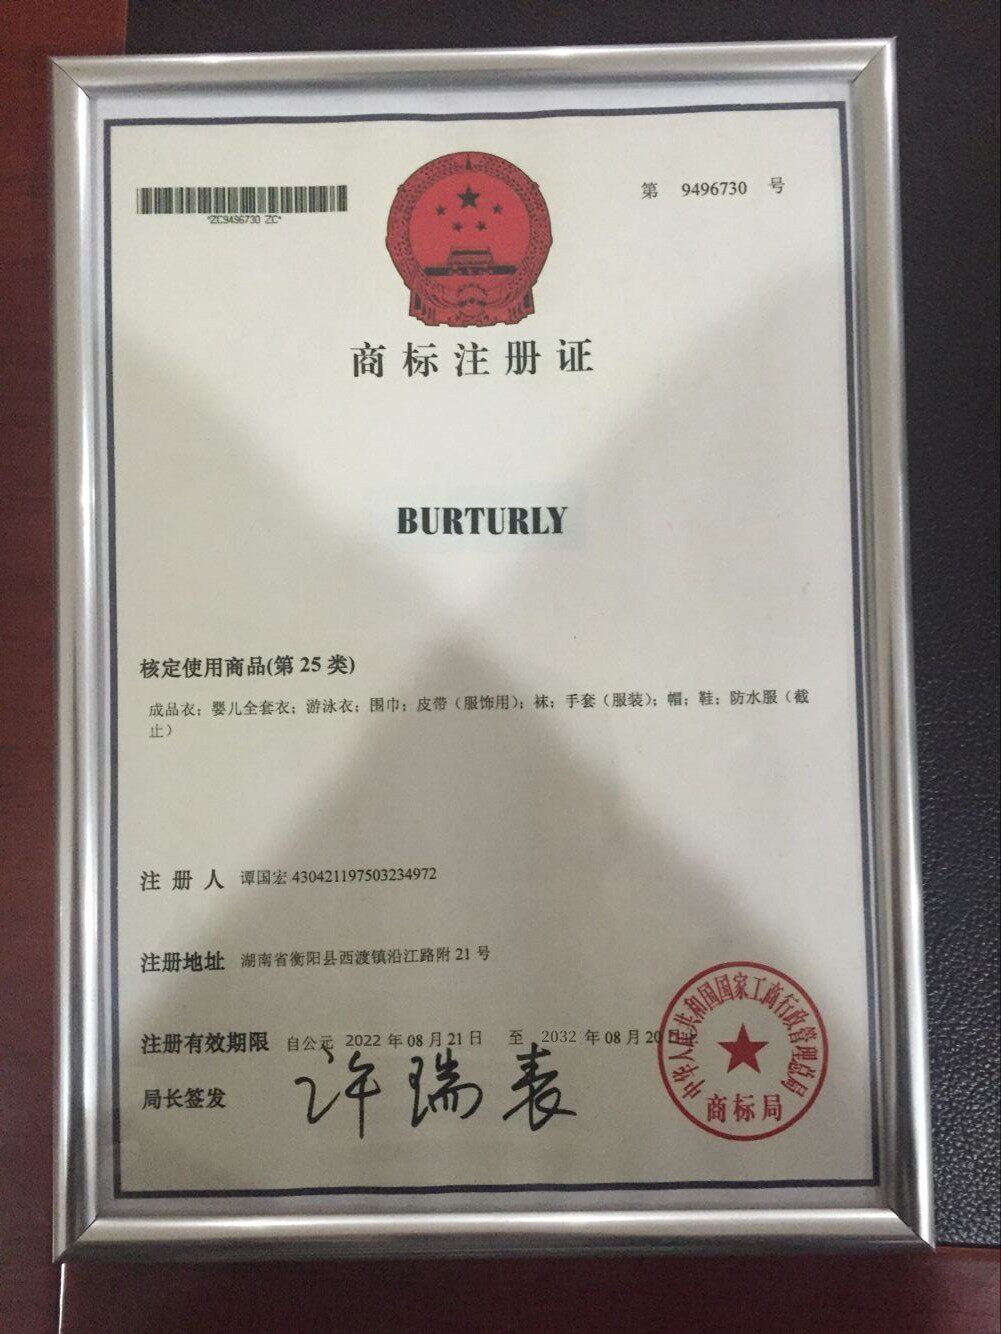 *ZC9496730 ZC*
第 9496730 号
商标注册证
BURTURLY
核定使用商品(第 25 类)
成品衣；婴儿全套衣；游泳衣；围巾；皮带（服饰用）；袜；手套（服装）；帽；鞋；防水服（截
止）
注册人 谭国宏 430421197503234972
注册地址 湖南省衡阳县西渡镇沿江路附 21 号
注册有效期限 自公元 2022 年 08 月 21 日 至 2032 年 08 月 20 日止
局长签发 许瑞表
中华人民共和国国家工商行政管理总局
商标局